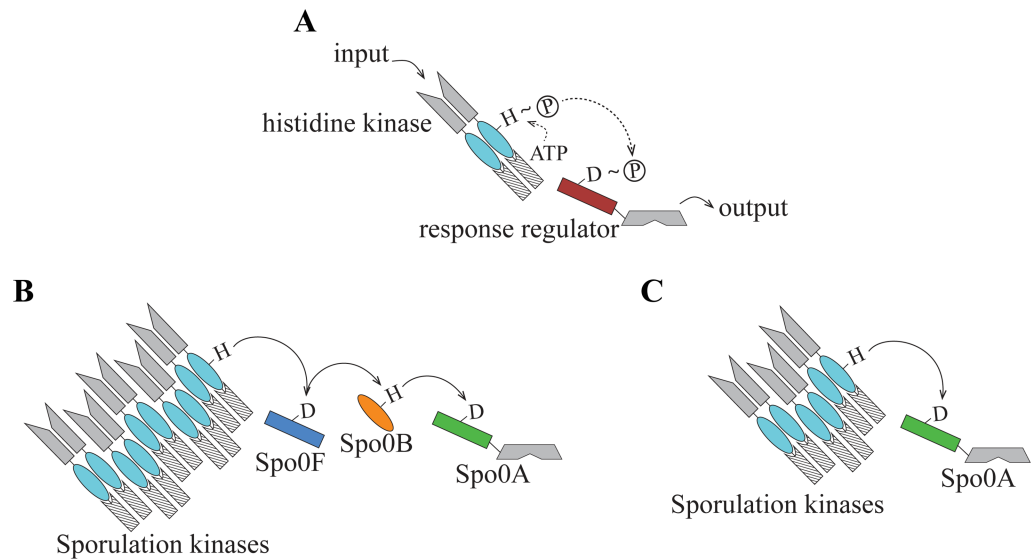 A
input
histidine kinase
H ~ P
ATP
D ~ P
response regulator
output
B
H
D
H
D
Spo0F
Spo0B
Spo0A
Sporulation kinases
C
H
D
Spo0A
Sporulation kinases